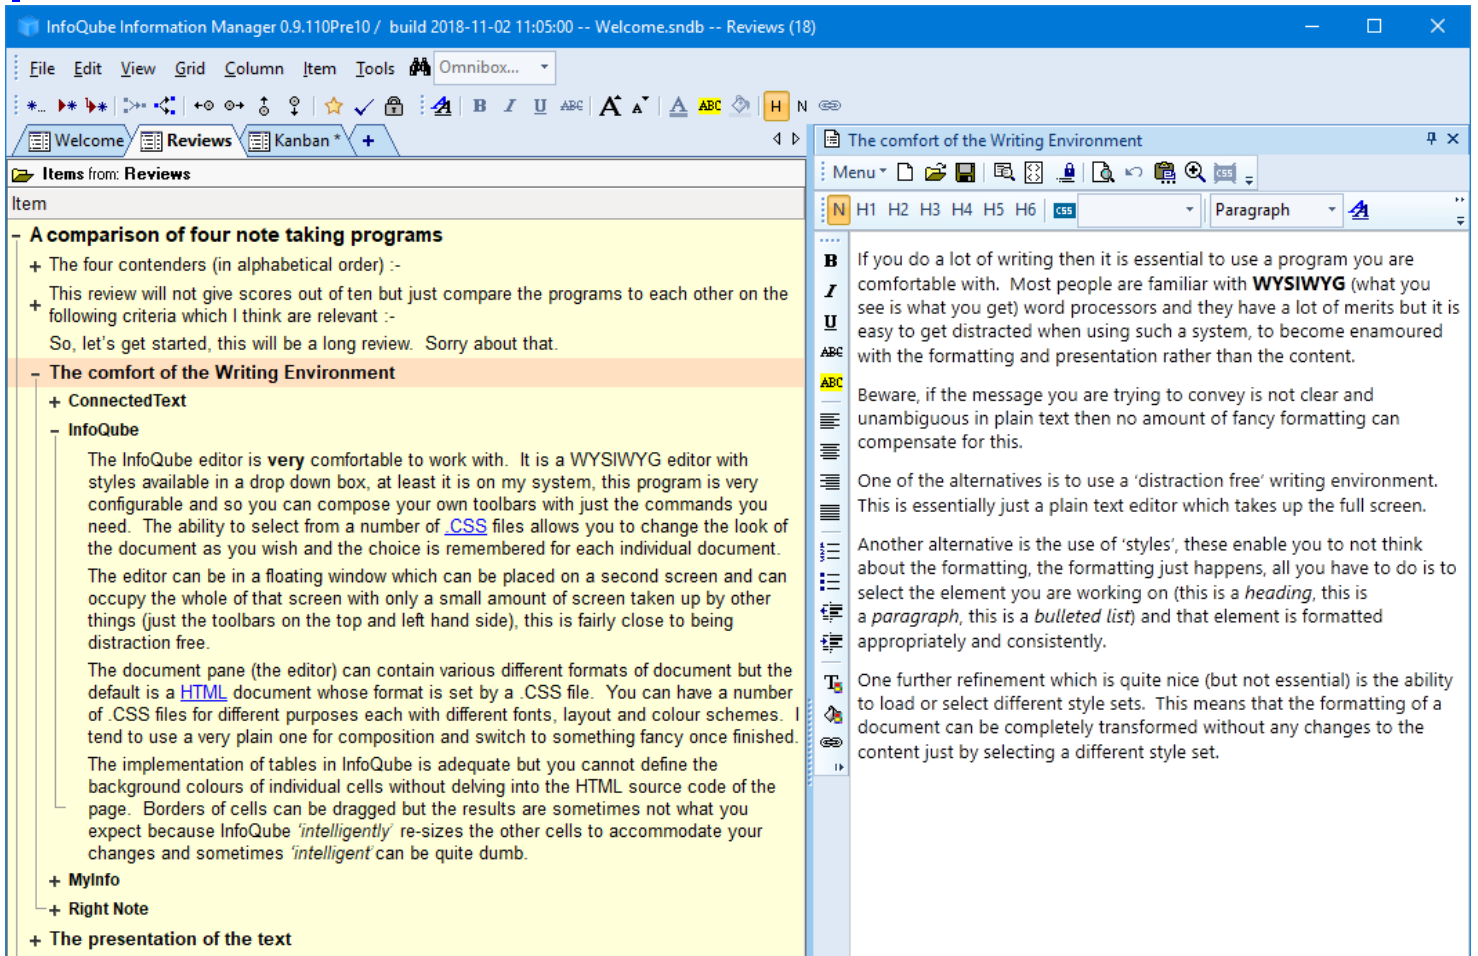 InfoQube Information Manager 0.9.110Pre10 / build 2018-11-02 11:05:00 -- Welcome.sndb -- Reviews (18)
File Edit View Grid Column Item Tools Omnibox...
B I U ABC A A A ABC H N
Welcome Reviews Kanban * +
Items from: Reviews
Item
A comparison of four note taking programs
The four contenders (in alphabetical order) :-
This review will not give scores out of ten but just compare the programs to each other on the
following criteria which I think are relevant :-
So, let's get started, this will be a long review. Sorry about that.
The comfort of the Writing Environment
ConnectedText
InfoQube
The InfoQube editor is very comfortable to work with. It is a WYSIWYG editor with
styles available in a drop down box, at least it is on my system, this program is very
configurable and so you can compose your own toolbars with just the commands you
need. The ability to select from a number of .CSS files allows you to change the look of
the document as you wish and the choice is remembered for each individual document.
The editor can be in a floating window which can be placed on a second screen and can
occupy the whole of that screen with only a small amount of screen taken up by other
things (just the toolbars on the top and left hand side), this is fairly close to being
distraction free.
The document pane (the editor) can contain various different formats of document but the
default is a HTML document whose format is set by a .CSS file. You can have a number
of .CSS files for different purposes each with different fonts, layout and colour schemes. I
tend to use a very plain one for composition and switch to something fancy once finished.
The implementation of tables in InfoQube is adequate but you cannot define the
background colours of individual cells without delving into the HTML source code of the
page. Borders of cells can be dragged but the results are sometimes not what you
expect because InfoQube 'intelligently' re-sizes the other cells to accommodate your
changes and sometimes 'intelligent' can be quite dumb.
MyInfo
Right Note
The presentation of the text
The comfort of the Writing Environment
Menu css
N H1 H2 H3 H4 H5 H6 css Paragraph
B
I
U
ABC
ABC
If you do a lot of writing then it is essential to use a program you are
comfortable with. Most people are familiar with WYSIWYG (what you
see is what you get) word processors and they have a lot of merits but it is
easy to get distracted when using such a system, to become enamoured
with the formatting and presentation rather than the content.
Beware, if the message you are trying to convey is not clear and
unambiguous in plain text then no amount of fancy formatting can
compensate for this.
One of the alternatives is to use a ‘distraction free’ writing environment.
This is essentially just a plain text editor which takes up the full screen.
Another alternative is the use of ‘styles’, these enable you to not think
about the formatting, the formatting just happens, all you have to do is to
select the element you are working on (this is a heading, this is
a paragraph, this is a bulleted list) and that element is formatted
appropriately and consistently.
One further refinement which is quite nice (but not essential) is the ability
to load or select different style sets. This means that the formatting of a
document can be completely transformed without any changes to the
content just by selecting a different style set.